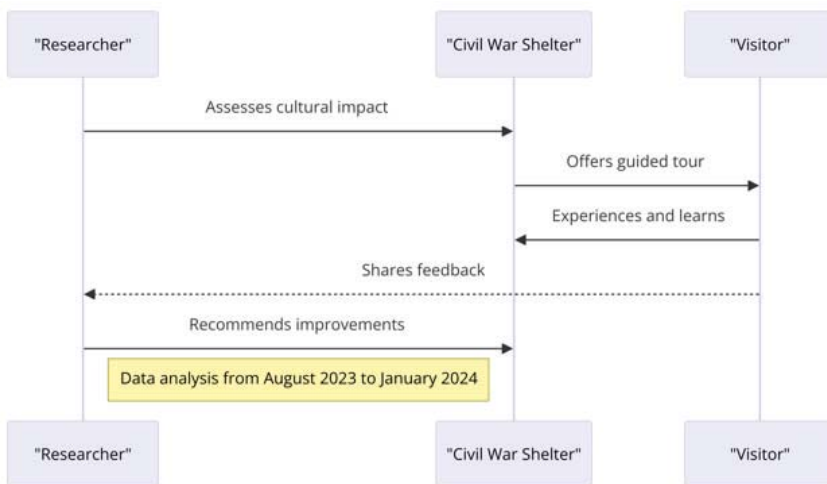 "Researcher"
"Civil War Shelter"
"Visitor"
Assesses cultural impact
Offers guided tour
Experiences and learns
Shares feedback
Recommends improvements
Data analysis from August 2023 to January 2024
"Researcher"
"Civil War Shelter"
"Visitor"